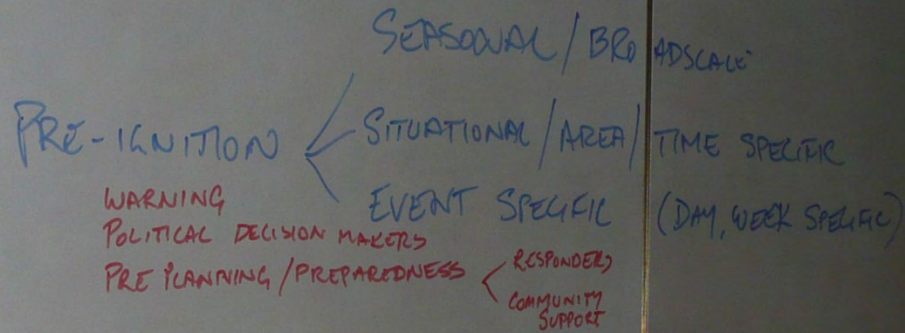 SEASONAL / BROADSCALE
PRE-IGNITION
SITUATIONAL / AREA / TIME SPECIFIC
EVENT SPECIFIC (DAY, WEEK SPECIFIC)
WARNING
POLITICAL DECISION MAKERS
PRE PLANNING / PREPAREDNESS
RESPONDERS
COMMUNITY
SUPPORT